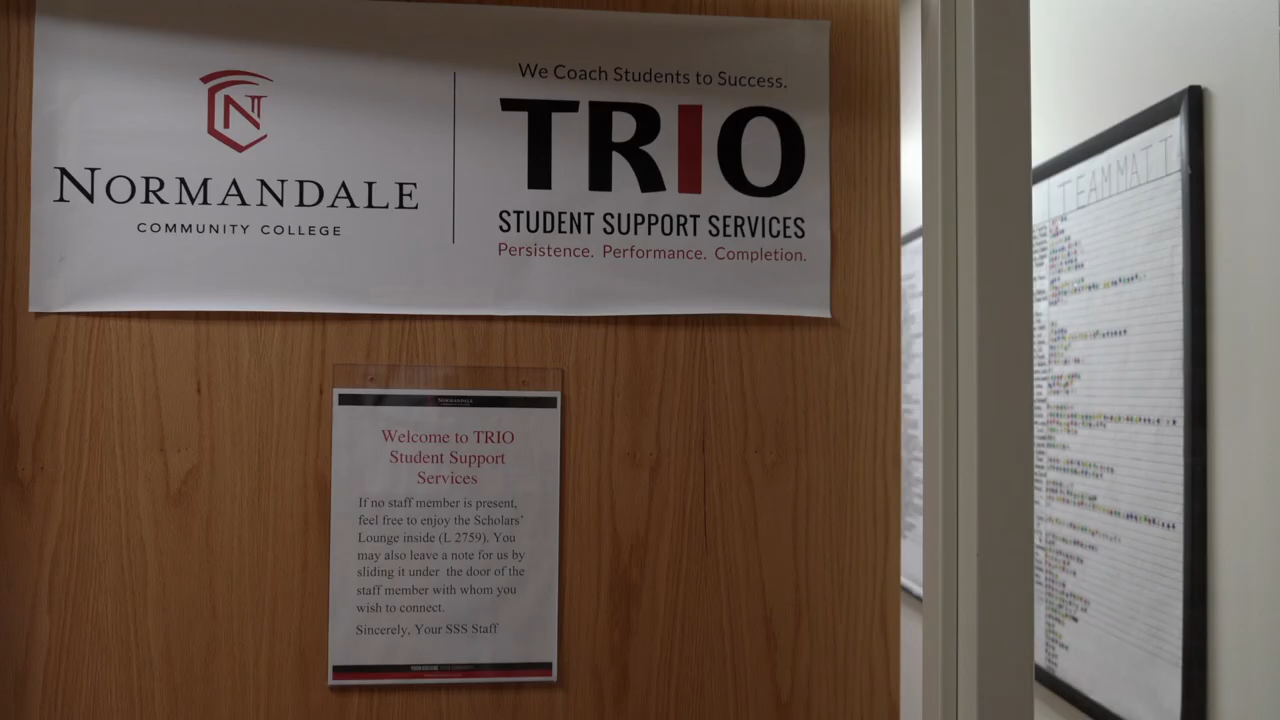 NORMANDALE
COMMUNITY COLLEGE
We Coach Students to Success.
TRIO
STUDENT SUPPORT SERVICES
Persistence. Performance. Completion.
NORMANDALE
Welcome to TRIO
Student Support
Services
If no staff member is present,
feel free to enjoy the Scholars'
Lounge inside (L 2759). You
may also leave a note for us by
sliding it under the door of the
staff member with whom you
wish to connect.
Sincerely, Your SSS Staff
TEAM